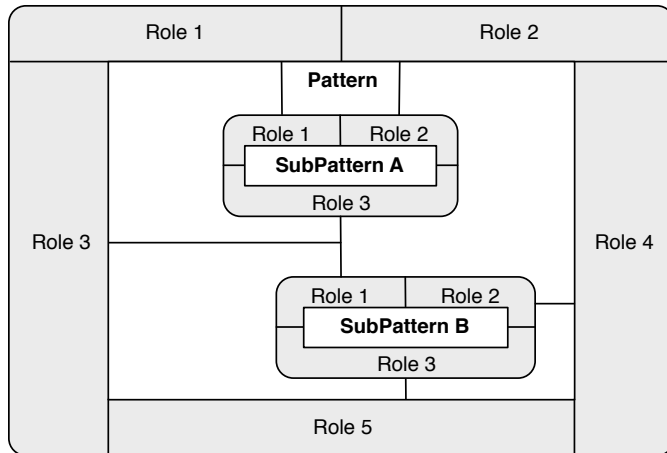 Role 1
Role 2
Pattern
Role 1
Role 2
SubPattern A
Role 3
Role 3
Role 4
Role 1
Role 2
SubPattern B
Role 3
Role 5